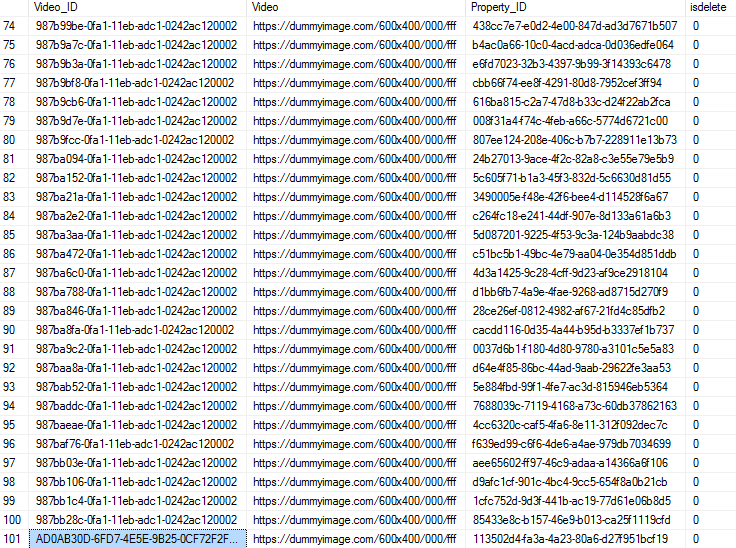 Video_ID Video Property_ID isdelete
74 987b99be-0fa1-11eb-adc1-0242ac120002 https://dummyimage.com/600x400/000/fff 438cc7e7-e0d2-4e00-847d-ad3d7671b507 0
75 987b9a7c-0fa1-11eb-adc1-0242ac120002 https://dummyimage.com/600x400/000/fff b4ac0a66-10c0-4acd-adca-0d036edfe064 0
76 987b9b3a-0fa1-11eb-adc1-0242ac120002 https://dummyimage.com/600x400/000/fff e6fd7023-32b3-4397-9b99-3f14393c6478 0
77 987b9bf8-0fa1-11eb-adc1-0242ac120002 https://dummyimage.com/600x400/000/fff cbb66f74-ee8f-4291-80d8-7952cef3ff94 0
78 987b9cb6-0fa1-11eb-adc1-0242ac120002 https://dummyimage.com/600x400/000/fff 616ba815-c2a7-47d8-b33c-d24f22ab2fca 0
79 987b9d7e-0fa1-11eb-adc1-0242ac120002 https://dummyimage.com/600x400/000/fff 008f31a4-f74c-4feb-a66c-5774d6721c00 0
80 987b9fcc-0fa1-11eb-adc1-0242ac120002 https://dummyimage.com/600x400/000/fff 807ee124-208e-406c-b7b7-228911e13b73 0
81 987ba094-0fa1-11eb-adc1-0242ac120002 https://dummyimage.com/600x400/000/fff 24b27013-9ace-4f2c-82a8-c3e55e79e5b9 0
82 987ba152-0fa1-11eb-adc1-0242ac120002 https://dummyimage.com/600x400/000/fff 5c605f71-b1a3-45f3-832d-5c6630d81d55 0
83 987ba21a-0fa1-11eb-adc1-0242ac120002 https://dummyimage.com/600x400/000/fff 3490005e-f48e-42f6-bee4-d114528f6a67 0
84 987ba2e2-0fa1-11eb-adc1-0242ac120002 https://dummyimage.com/600x400/000/fff c264fc18-e241-44df-907e-8d133a61a6b3 0
85 987ba3aa-0fa1-11eb-adc1-0242ac120002 https://dummyimage.com/600x400/000/fff 5d087201-9225-4f53-9c3a-124b9aabdc38 0
86 987ba472-0fa1-11eb-adc1-0242ac120002 https://dummyimage.com/600x400/000/fff c51bc5b1-49bc-4e79-aa04-0e354d851ddb 0
87 987ba6c0-0fa1-11eb-adc1-0242ac120002 https://dummyimage.com/600x400/000/fff 4d3a1425-9c28-4cff-9d23-af9ce2918104 0
88 987ba788-0fa1-11eb-adc1-0242ac120002 https://dummyimage.com/600x400/000/fff d1bb6fb7-4a9e-4fae-9268-ad8715d270f9 0
89 987ba846-0fa1-11eb-adc1-0242ac120002 https://dummyimage.com/600x400/000/fff 28ce26ef-0812-4982-af67-21fd4c85dfb2 0
90 987ba8fa-0fa1-11eb-adc1-0242ac120002 https://dummyimage.com/600x400/000/fff cacdd116-0d35-4a44-b95d-b3337ef1b737 0
91 987ba9c2-0fa1-11eb-adc1-0242ac120002 https://dummyimage.com/600x400/000/fff 0037d6b1-f180-4d80-9780-a3101c5e5a83 0
92 987baa8a-0fa1-11eb-adc1-0242ac120002 https://dummyimage.com/600x400/000/fff d64e4f85-86bc-44ad-9aab-29622fe3aa53 0
93 987bab52-0fa1-11eb-adc1-0242ac120002 https://dummyimage.com/600x400/000/fff 5e884fbd-99f1-4fe7-ac3d-815946eb5364 0
94 987baddc-0fa1-11eb-adc1-0242ac120002 https://dummyimage.com/600x400/000/fff 7688039c-7119-4168-a73c-60db37862163 0
95 987baeae-0fa1-11eb-adc1-0242ac120002 https://dummyimage.com/600x400/000/fff 4cc6320c-caf5-4fa6-8e11-312f092dec7c 0
96 987baf76-0fa1-11eb-adc1-0242ac120002 https://dummyimage.com/600x400/000/fff f639ed99-c6f6-4de6-a4ae-979db7034699 0
97 987bb03e-0fa1-11eb-adc1-0242ac120002 https://dummyimage.com/600x400/000/fff aee65602-ff97-46c9-adaa-a14366a6f106 0
98 987bb106-0fa1-11eb-adc1-0242ac120002 https://dummyimage.com/600x400/000/fff d9afc1cf-901c-4bc4-9cc5-654f8a0b21cb 0
99 987bb1c4-0fa1-11eb-adc1-0242ac120002 https://dummyimage.com/600x400/000/fff 1cfc752d-9d3f-441b-ac19-77d61e06b8d5 0
100 987bb28c-0fa1-11eb-adc1-0242ac120002 https://dummyimage.com/600x400/000/fff 85433e8c-b157-46e9-b013-ca25f1119cfd 0
101 AD0AB30D-6FD7-4E5E-9B25-0CF72F2F... https://dummyimage.com/600x400/000/fff 113502d4-fa3a-4a23-80a6-d27f951bcf19 0